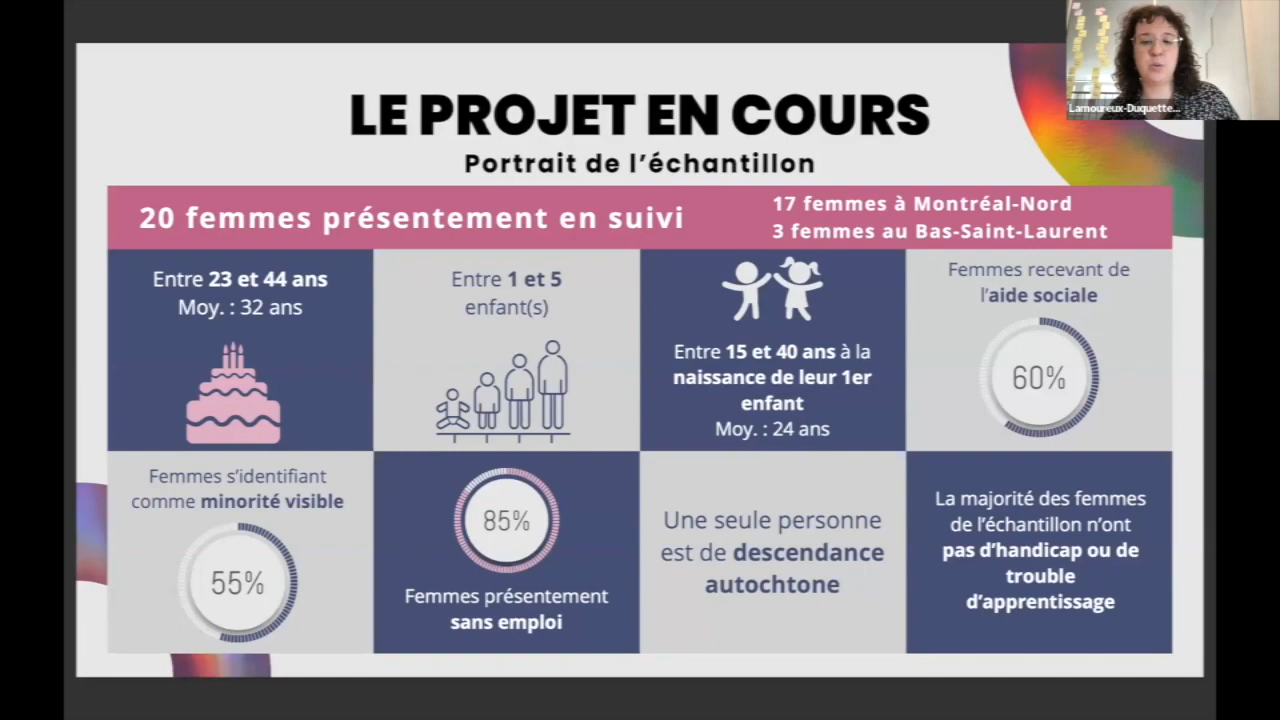 Lamoureux-Duquette...
LE PROJET EN COURS
Portrait de l'échantillon
20 femmes présentement en suivi
17 femmes à Montréal-Nord
3 femmes au Bas-Saint-Laurent
Entre 23 et 44 ans
Moy. : 32 ans
Entre 1 et 5
enfant(s)
Entre 15 et 40 ans à la
naissance de leur 1er
enfant
Moy. : 24 ans
Femmes recevant de
l'aide sociale
60%
Femmes s'identifiant
comme minorité visible
55%
85%
Femmes présentement
sans emploi
Une seule personne
est de descendance
autochtone
La majorité des femmes
de l'échantillon n'ont
pas d'handicap ou de
trouble
d'apprentissage